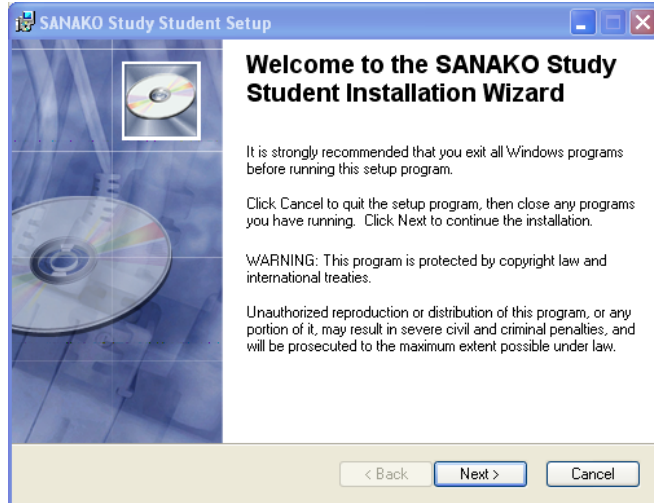 SANAKO Study Student Setup
Welcome to the SANAKO Study
Student Installation Wizard
It is strongly recommended that you exit all Windows programs
before running this setup program.
Click Cancel to quit the setup program, then close any programs
you have running.  Click Next to continue the installation.
WARNING: This program is protected by copyright law and
international treaties.
Unauthorized reproduction or distribution of this program, or any
portion of it, may result in severe civil and criminal penalties, and
will be prosecuted to the maximum extent possible under law.
< Back Next > Cancel